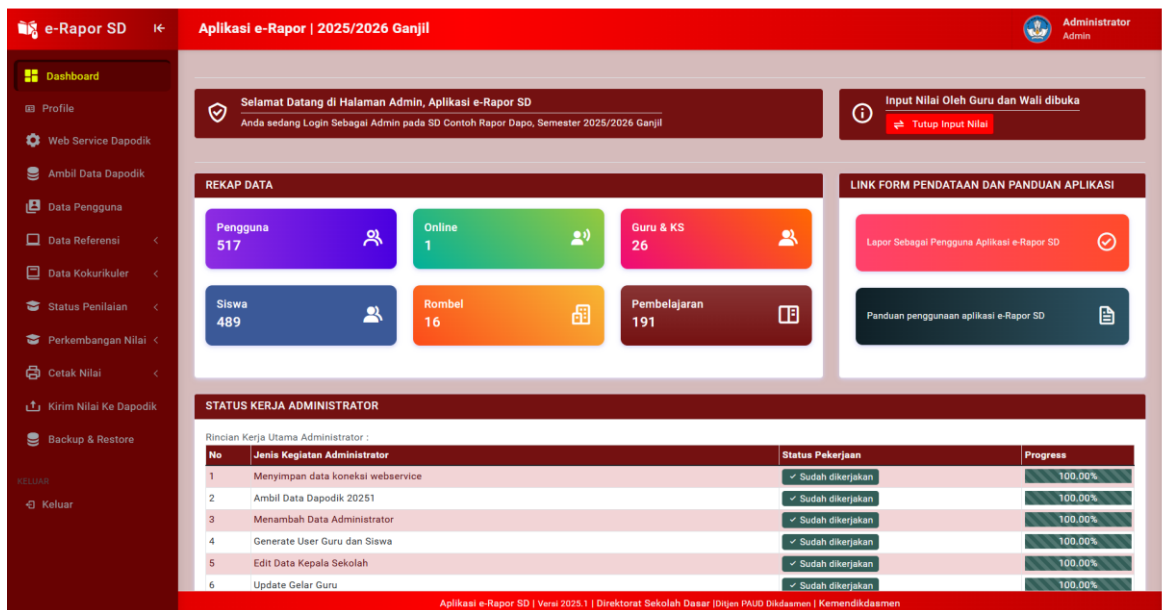 e-Rapor SD
Aplikasi e-Rapor | 2025/2026 Ganjil
Administrator
Admin
Dashboard
Profile
Web Service Dapodik
Ambil Data Dapodik
Data Pengguna
Data Referensi
Data Kokurikuler
Status Penilaian
Perkembangan Nilai
Cetak Nilai
Kirim Nilai Ke Dapodik
Backup & Restore
KELUAR
Keluar
Selamat Datang di Halaman Admin, Aplikasi e-Rapor SD
Anda sedang Login Sebagai Admin pada SD Contoh Rapor Dapo, Semester 2025/2026 Ganjil
Input Nilai Oleh Guru dan Wali dibuka
Tutup Input Nilai
REKAP DATA
Pengguna
517
Online
1
Guru & KS
26
Siswa
489
Rombel
16
Pembelajaran
191
LINK FORM PENDATAAN DAN PANDUAN APLIKASI
Lapor Sebagai Pengguna Aplikasi e-Rapor SD
Panduan penggunaan aplikasi e-Rapor SD
STATUS KERJA ADMINISTRATOR
Rincian Kerja Utama Administrator :
No Jenis Kegiatan Administrator Status Pekerjaan Progress
1 Menyimpan data koneksi webservice Sudah dikerjakan 100.00%
2 Ambil Data Dapodik 20251 Sudah dikerjakan 100.00%
3 Menambah Data Administrator Sudah dikerjakan 100.00%
4 Generate User Guru dan Siswa Sudah dikerjakan 100.00%
5 Edit Data Kepala Sekolah Sudah dikerjakan 100.00%
6 Update Gelar Guru Sudah dikerjakan 100.00%
Aplikasi e-Rapor SD | Versi 2025.1 | Direktorat Sekolah Dasar |Ditjen PAUD Dikdasmen | Kemendikdasmen